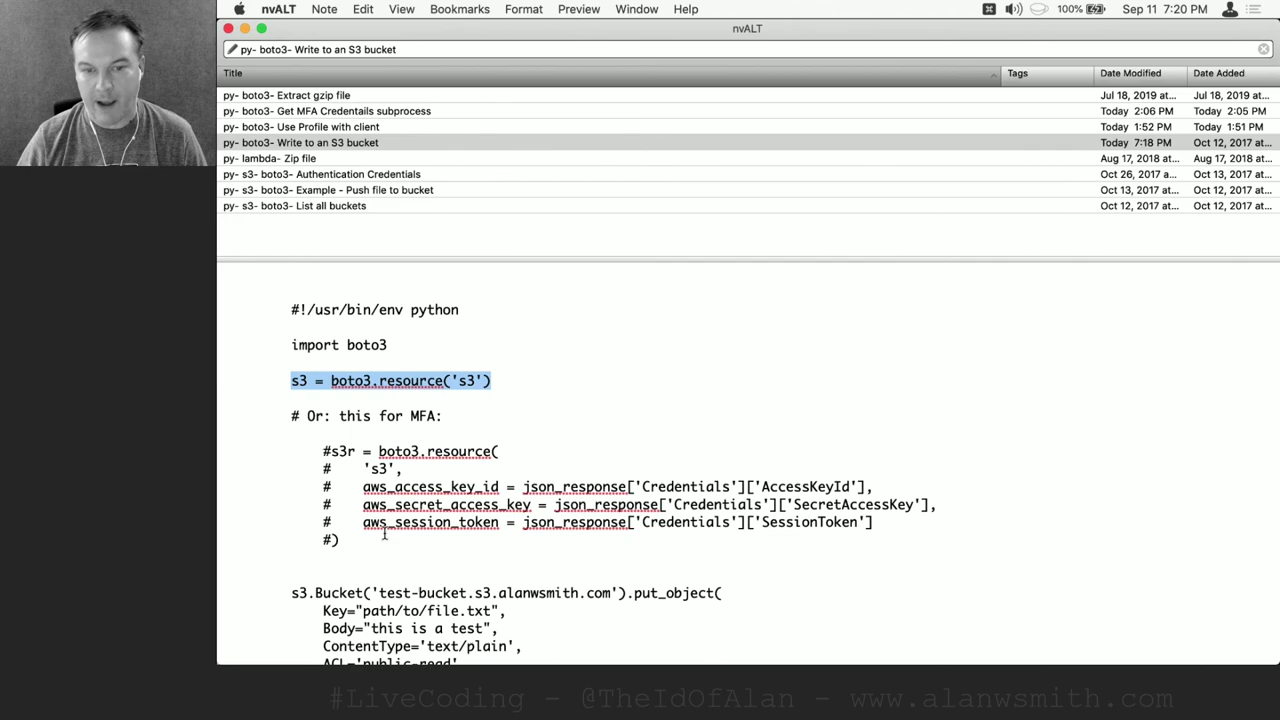 nvALT Note Edit View Bookmarks Format Preview Window Help 100% Sep 11 7:20 PM
nvALT
py- boto3- Write to an S3 bucket
Title Tags Date Modified Date Added
py- boto3- Extract gzip file Jul 18, 2019 at... Jul 18, 2019 at...
py- boto3- Get MFA Credentails subprocess Today 2:06 PM Today 2:05 PM
py- boto3- Use Profile with client Today 1:52 PM Today 1:51 PM
py- boto3- Write to an S3 bucket Today 7:18 PM Oct 12, 2017 at...
py- lambda- Zip file Aug 17, 2018 at... Aug 17, 2018 at...
py- s3- boto3- Authentication Credentials Oct 26, 2017 a... Oct 13, 2017 at...
py- s3- boto3- Example - Push file to bucket Oct 13, 2017 at... Oct 12, 2017 at...
py- s3- boto3- List all buckets Oct 12, 2017 at... Oct 12, 2017 at...
#!/usr/bin/env python
import boto3
s3 = boto3.resource('s3')
# Or: this for MFA:
#s3r = boto3.resource(
# 's3',
# aws_access_key_id = json_response['Credentials']['AccessKeyId'],
# aws_secret_access_key = json_response['Credentials']['SecretAccessKey'],
# aws_session_token = json_response['Credentials']['SessionToken']
#)
s3.Bucket('test-bucket.s3.alanwsmith.com').put_object(
Key="path/to/file.txt",
Body="this is a test",
ContentType='text/plain',
ACL='public-read'
#LiveCoding - @TheIdOfAlan - www.alanwsmith.com